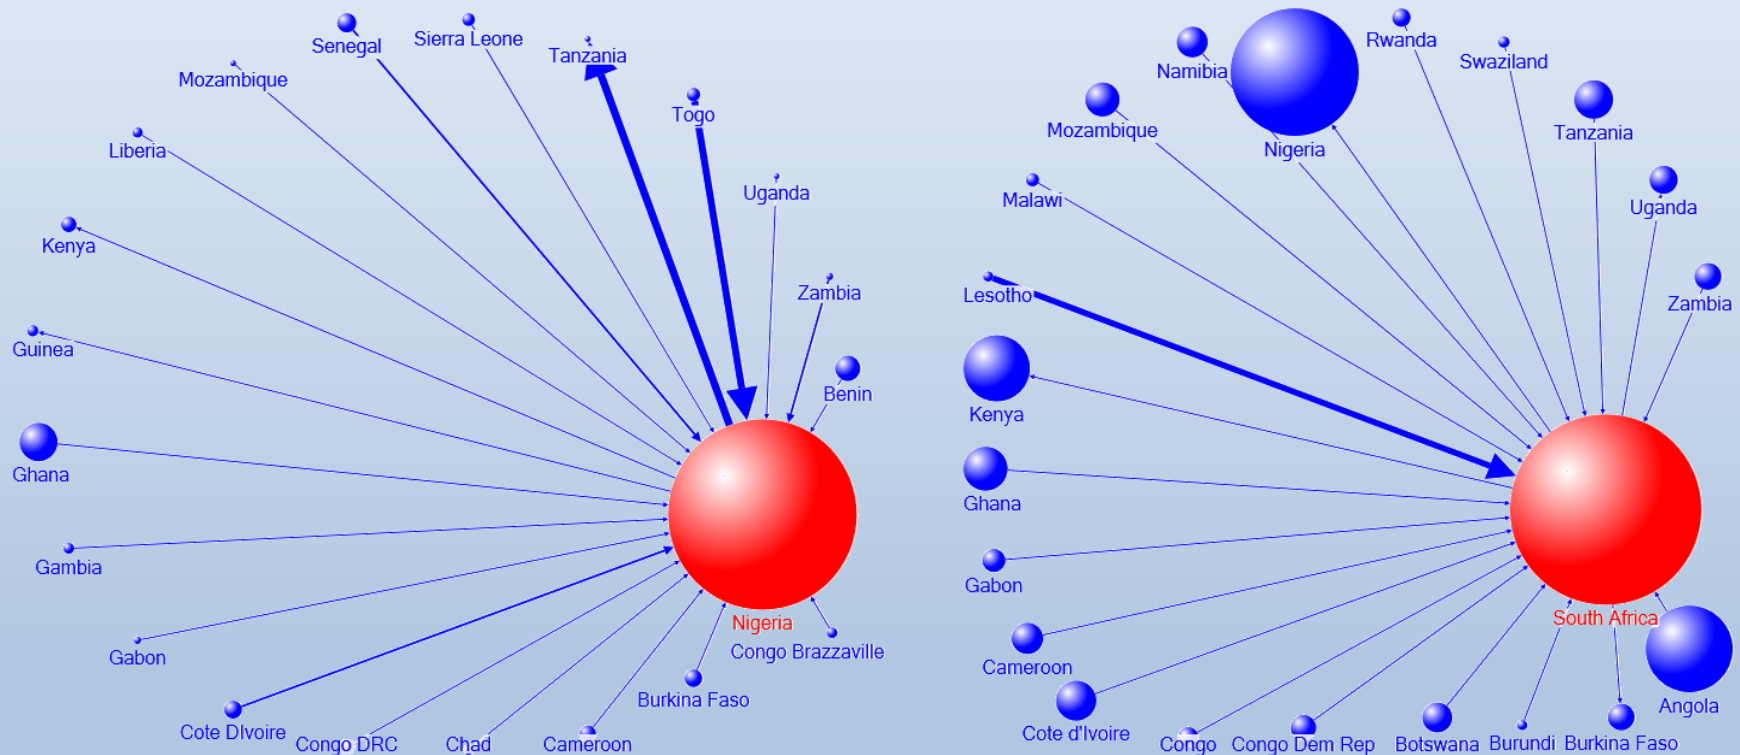 Senegal
Sierra Leone
Tanzania
Mozambique
Togo
Liberia
Uganda
Kenya
Zambia
Guinea
Benin
Ghana
Gambia
Nigeria
Gabon
Congo Brazzaville
Burkina Faso
Cote DIvoire
Congo DRC
Chad
Cameroon
Rwanda
Swaziland
Namibia
Mozambique
Nigeria
Tanzania
Malawi
Uganda
Lesotho
Zambia
Kenya
Ghana
Gabon
South Africa
Cameroon
Angola
Cote d'Ivoire
Congo
Congo Dem Rep
Botswana
Burundi
Burkina Faso